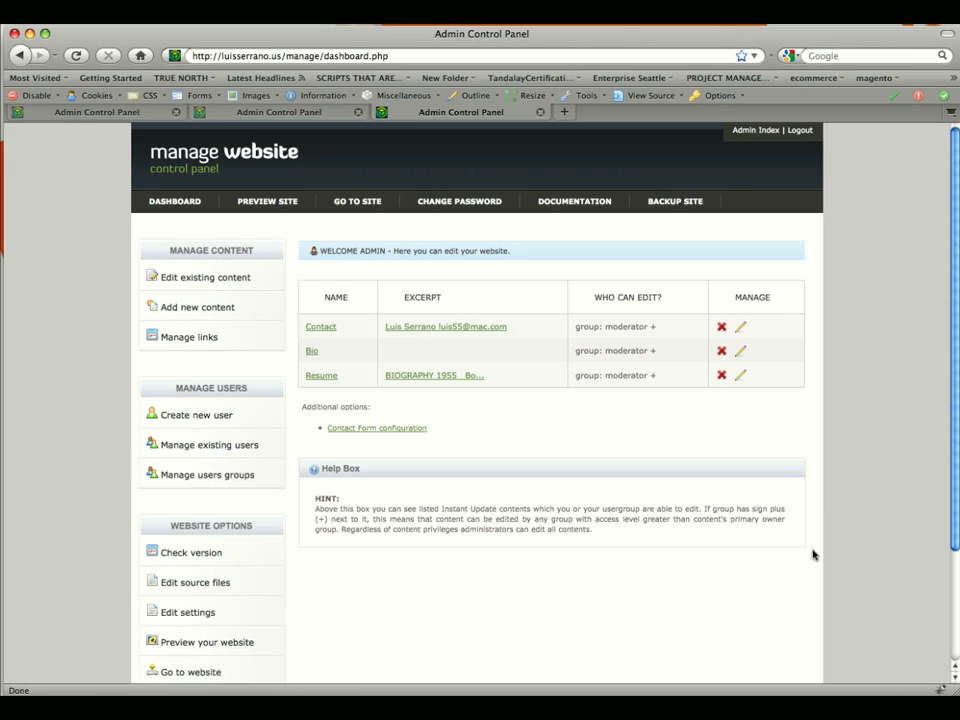 Admin Control Panel
http://luisserrano.us/manage/dashboard.php
Google
Most Visited
Getting Started
TRUE NORTH
Latest Headlines
SCRIPTS THAT ARE...
New Folder
TandalayCertificati...
Enterprise Seattle
PROJECT MANAGE...
ecommerce
magento
Disable
Cookies
CSS
Forms
Images
Information
Miscellaneous
Outline
Resize
Tools
View Source
Options
Admin Control Panel
Admin Control Panel
Admin Control Panel
Admin Index | Logout
manage website
control panel
DASHBOARD
PREVIEW SITE
GO TO SITE
CHANGE PASSWORD
DOCUMENTATION
BACKUP SITE
MANAGE CONTENT
Edit existing content
Add new content
Manage links
MANAGE USERS
Create new user
Manage existing users
Manage users groups
WEBSITE OPTIONS
Check version
Edit source files
Edit settings
Preview your website
Go to website
WELCOME ADMIN - Here you can edit your website.
NAME EXCERPT WHO CAN EDIT? MANAGE
Contact Luis Serrano luis55@mac.com group: moderator +
Bio group: moderator +
Resume BIOGRAPHY 1955 Bo... group: moderator +
Additional options:
• Contact Form configuration
Help Box
HINT:
Above this box you can see listed Instant Update contents which you or your usergroup are able to edit. If group has sign plus
(+) next to it, this means that content can be edited by any group with access level greater than content's primary owner
group. Regardless of content privileges administrators can edit all contents.
Done